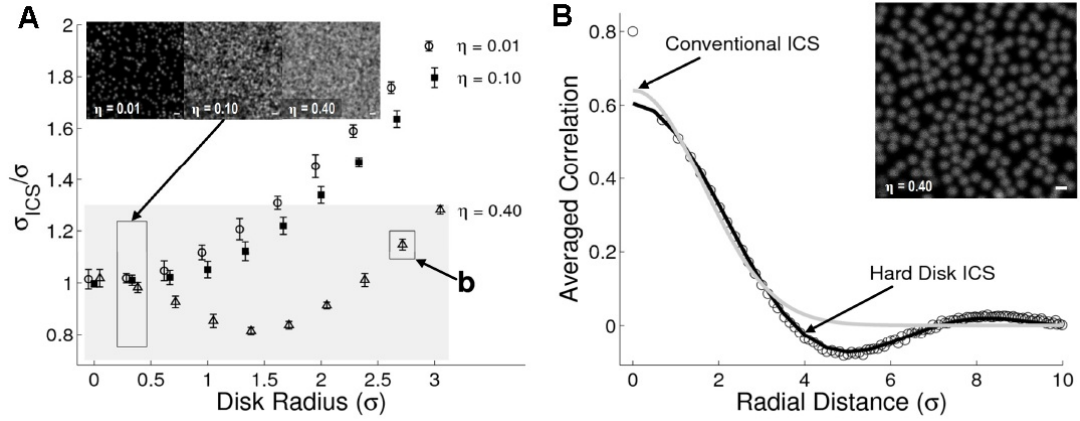 A
2
1.8
1.6
1.4
1.2
1
0.8
σICS/σ
0
0.5
1
1.5
2
2.5
3
Disk Radius (σ)
η = 0.01
η = 0.10
η = 0.40
η = 0.01
η = 0.10
η = 0.40
b
B
0.8
0.6
0.4
0.2
0
Averaged Correlation
0
2
4
6
8
10
Radial Distance (σ)
Conventional ICS
Hard Disk ICS
η = 0.40